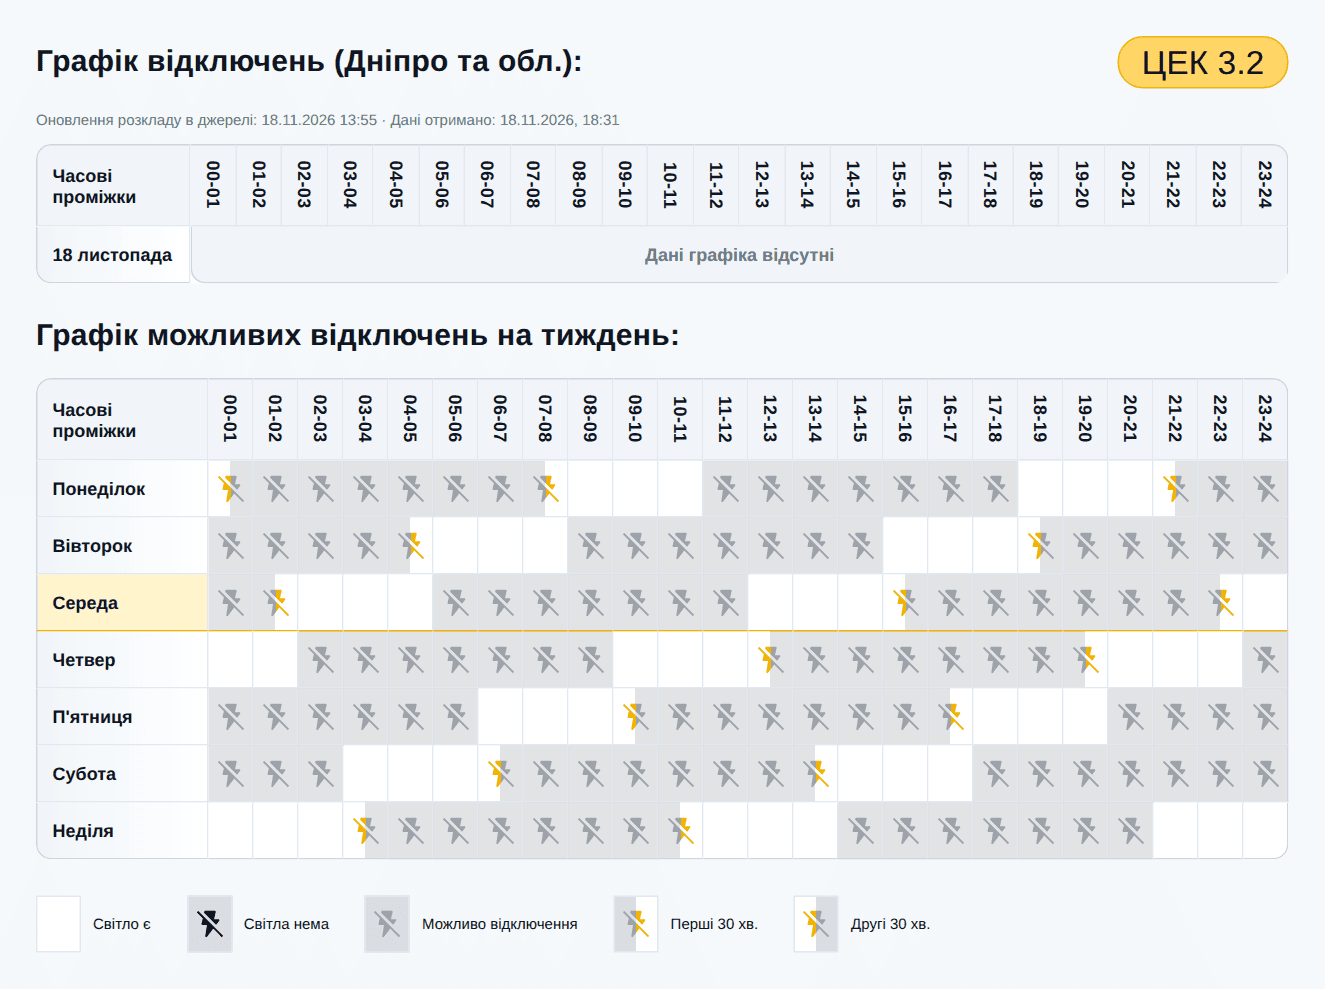 Графік відключень (Дніпро та обл.):
ЦЕК 3.2
Оновлення розкладу в джерелі: 18.11.2026 13:55 · Дані отримано: 18.11.2026, 18:31
Часові проміжки 00-01 01-02 02-03 03-04 04-05 05-06 06-07 07-08 08-09 09-10 10-11 11-12 12-13 13-14 14-15 15-16 16-17 17-18 18-19 19-20 20-21 21-22 22-23 23-24
18 листопада Дані графіка відсутні
Графік можливих відключень на тиждень:
Часові проміжки 00-01 01-02 02-03 03-04 04-05 05-06 06-07 07-08 08-09 09-10 10-11 11-12 12-13 13-14 14-15 15-16 16-17 17-18 18-19 19-20 20-21 21-22 22-23 23-24
Понеділок
Вівторок
Середа
Четвер
П'ятниця
Субота
Неділя
Світло є Світла нема Можливо відключення Перші 30 хв. Другі 30 хв.